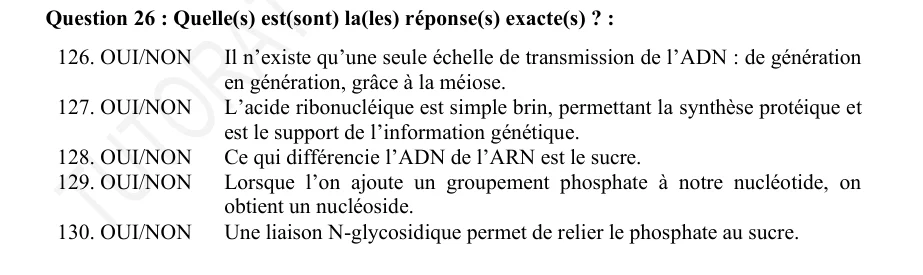 Question 26 : Quelle(s) est(sont) la(les) réponse(s) exacte(s) ? :
126. OUI/NON Il n’existe qu’une seule échelle de transmission de l’ADN : de génération
en génération, grâce à la méiose.
127. OUI/NON L’acide ribonucléique est simple brin, permettant la synthèse protéique et
est le support de l’information génétique.
128. OUI/NON Ce qui différencie l’ADN de l’ARN est le sucre.
129. OUI/NON Lorsque l’on ajoute un groupement phosphate à notre nucléotide, on
obtient un nucléoside.
130. OUI/NON Une liaison N-glycosidique permet de relier le phosphate au sucre.